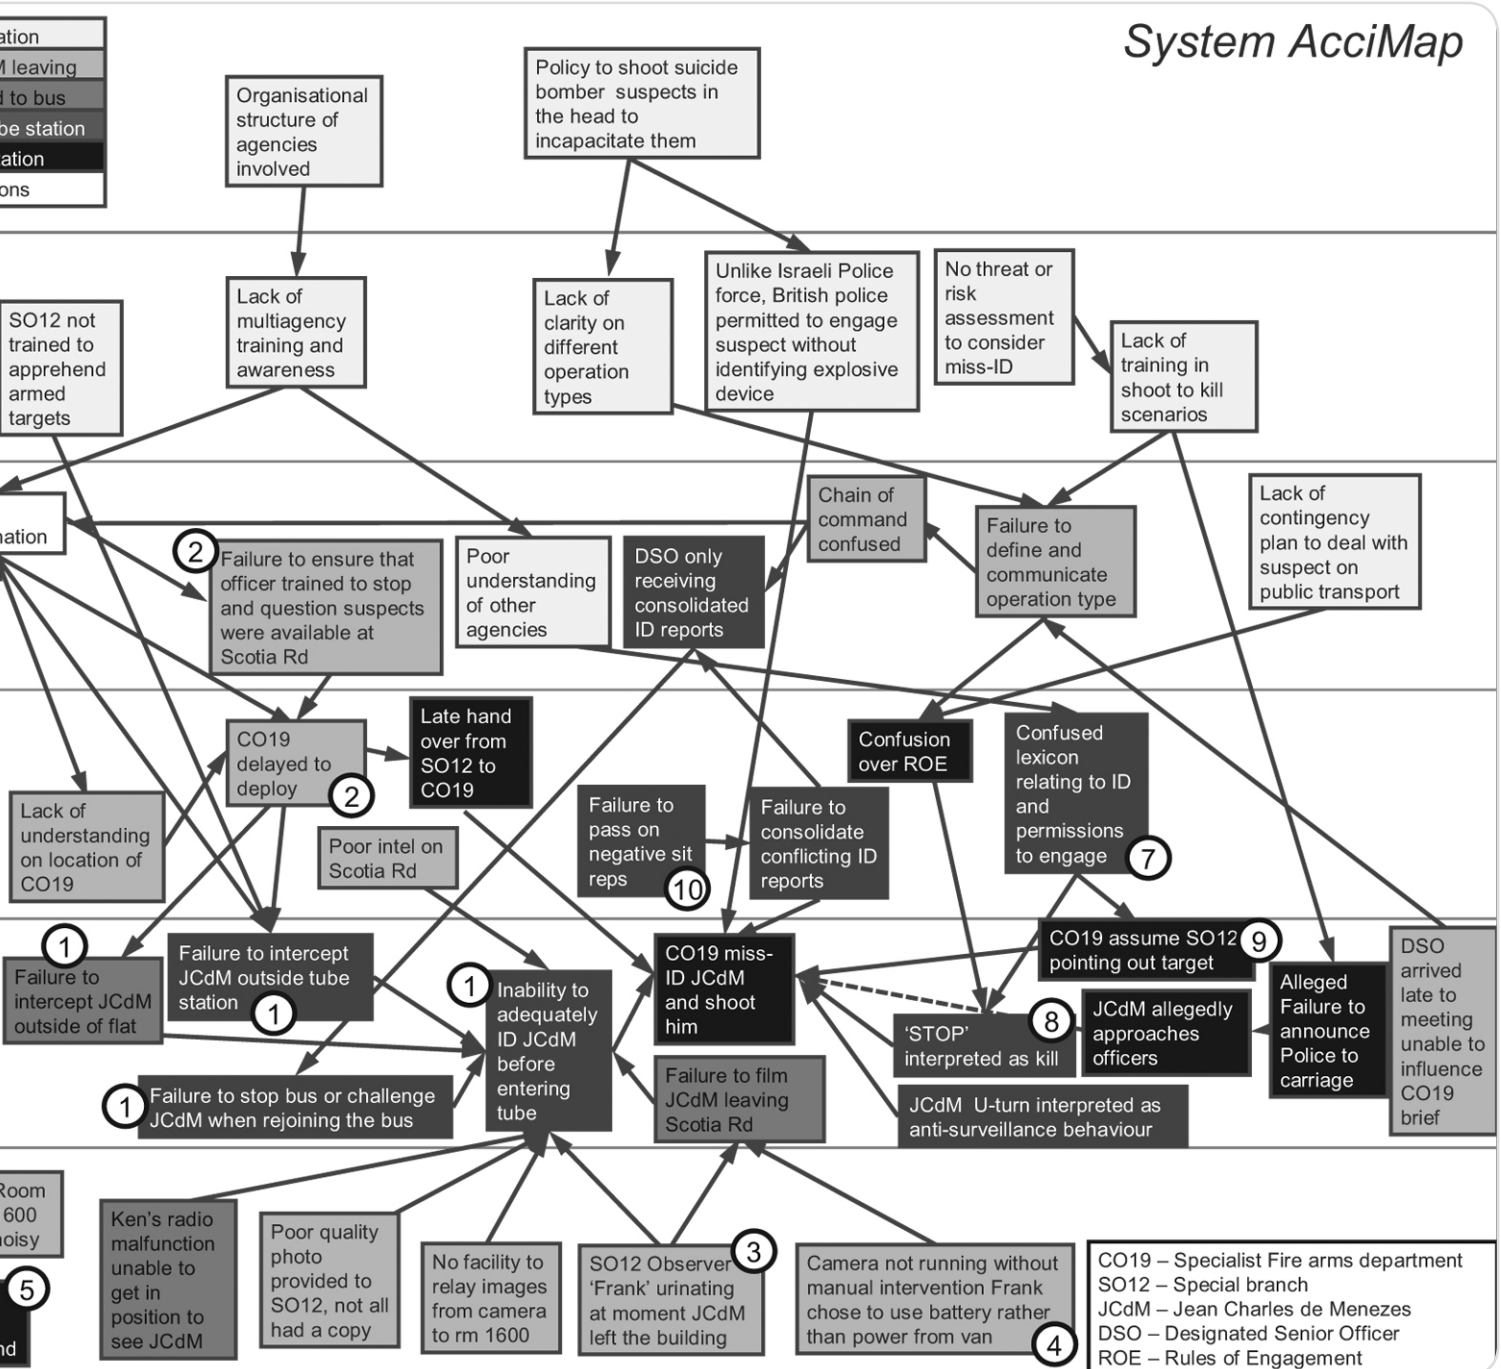 System AcciMap
ation
M leaving
d to bus
be station
tation
ons
Organisational
structure of
agencies
involved
Policy to shoot suicide
bomber suspects in
the head to
incapacitate them
SO12 not
trained to
apprehend
armed
targets
Lack of
multiagency
training and
awareness
Lack of
clarity on
different
operation
types
Unlike Israeli Police
force, British police
permitted to engage
suspect without
identifying explosive
device
No threat or
risk
assessment
to consider
miss-ID
Lack of
training in
shoot to kill
scenarios
nation
2
Failure to ensure that
officer trained to stop
and question suspects
were available at
Scotia Rd
Poor
understanding
of other
agencies
DSO only
receiving
consolidated
ID reports
Chain of
command
confused
Failure to
define and
communicate
operation type
Lack of
contingency
plan to deal with
suspect on
public transport
Lack of
understanding
on location of
CO19
CO19
delayed to
deploy
2
Late hand
over from
SO12 to
CO19
Poor intel on
Scotia Rd
Failure to
pass on
negative sit
reps
10
Failure to
consolidate
conflicting ID
reports
Confusion
over ROE
Confused
lexicon
relating to ID
and
permissions
to engage
7
1
Failure to
intercept JCdM
outside of flat
Failure to intercept
JCdM outside tube
station
1
1
Failure to stop bus or challenge
JCdM when rejoining the bus
1
Inability to
adequately
ID JCdM
before
entering
tube
CO19 miss-
ID JCdM
and shoot
him
Failure to film
JCdM leaving
Scotia Rd
CO19 assume SO12
pointing out target
9
'STOP'
interpreted as kill
8
JCdM allegedly
approaches
officers
JCdM U-turn interpreted as
anti-surveillance behaviour
Alleged
Failure to
announce
Police to
carriage
DSO
arrived
late to
meeting
unable to
influence
CO19
brief
Room
1600
noisy
5
nd
Ken's radio
malfunction
unable to
get in
position to
see JCdM
Poor quality
photo
provided to
SO12, not all
had a copy
No facility to
relay images
from camera
to rm 1600
SO12 Observer
'Frank' urinating
at moment JCdM
left the building
3
Camera not running without
manual intervention Frank
chose to use battery rather
than power from van
4
CO19 – Specialist Fire arms department
SO12 – Special branch
JCdM – Jean Charles de Menezes
DSO – Designated Senior Officer
ROE – Rules of Engagement